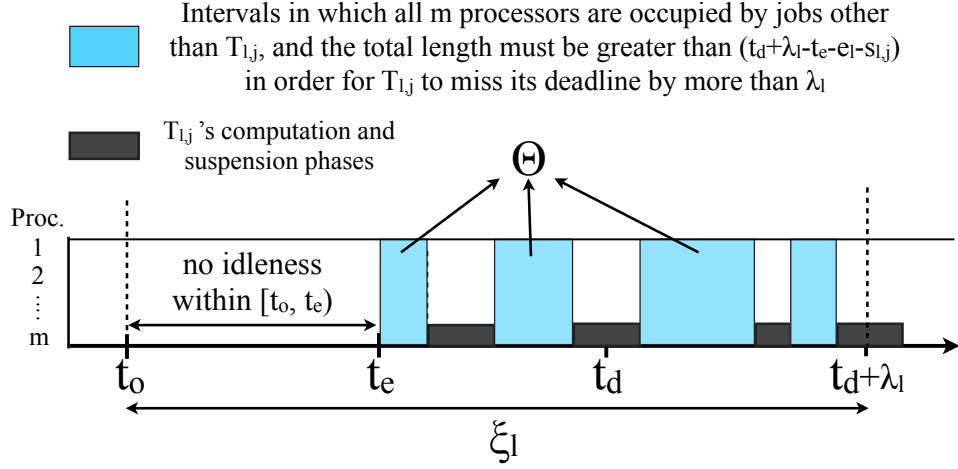 Intervals in which all m processors are occupied by jobs other
than Tl,j, and the total length must be greater than (td+λl-te-el-sl,j)
in order for Tl,j to miss its deadline by more than λl
Tl,j 's computation and
suspension phases
Θ
Proc.
1
2
....
m
no idleness
within [to, te)
to
te
td
td+λl
ξl